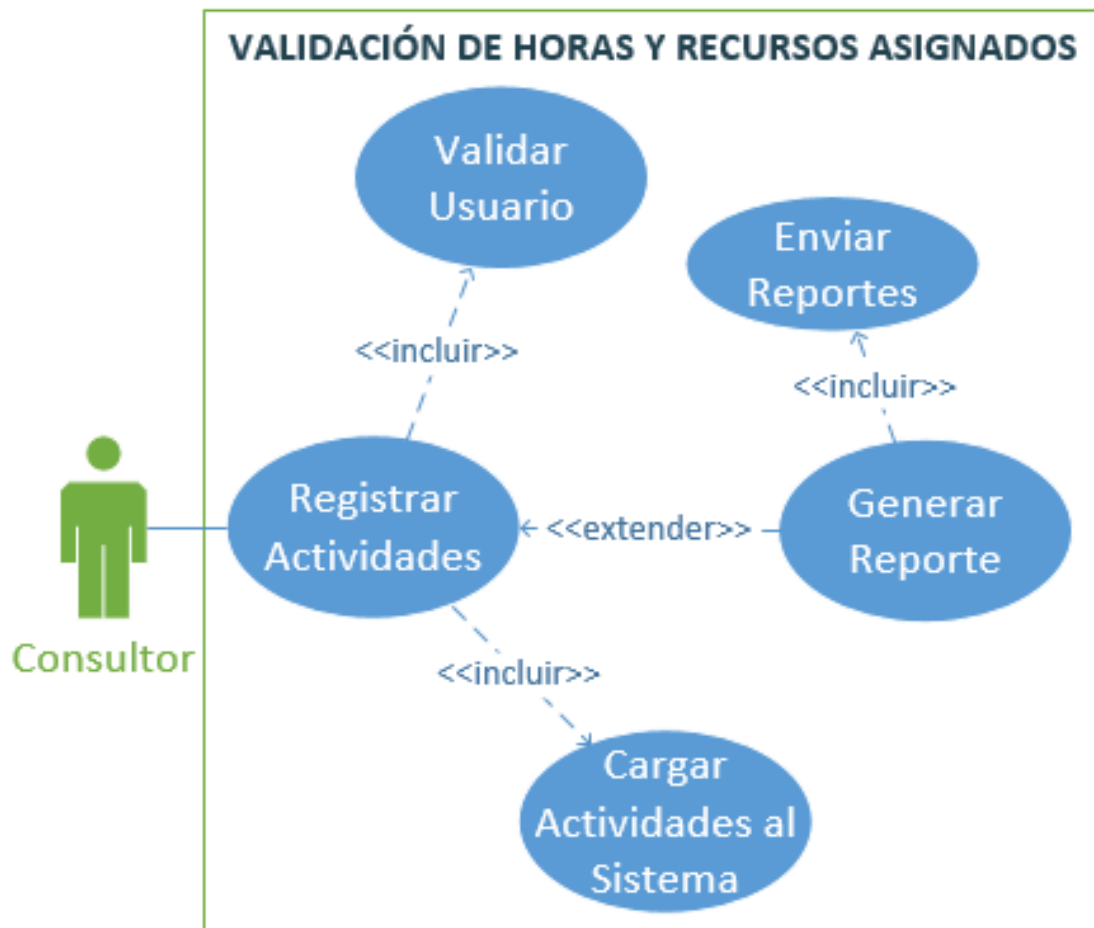 VALIDACIÓN DE HORAS Y RECURSOS ASIGNADOS
Validar
Usuario
Enviar
Reportes
<<incluir>>
<<incluir>>
Registrar
Actividades
<<extender>>
Generar
Reporte
Consultor
<<incluir>>
Cargar
Actividades al
Sistema